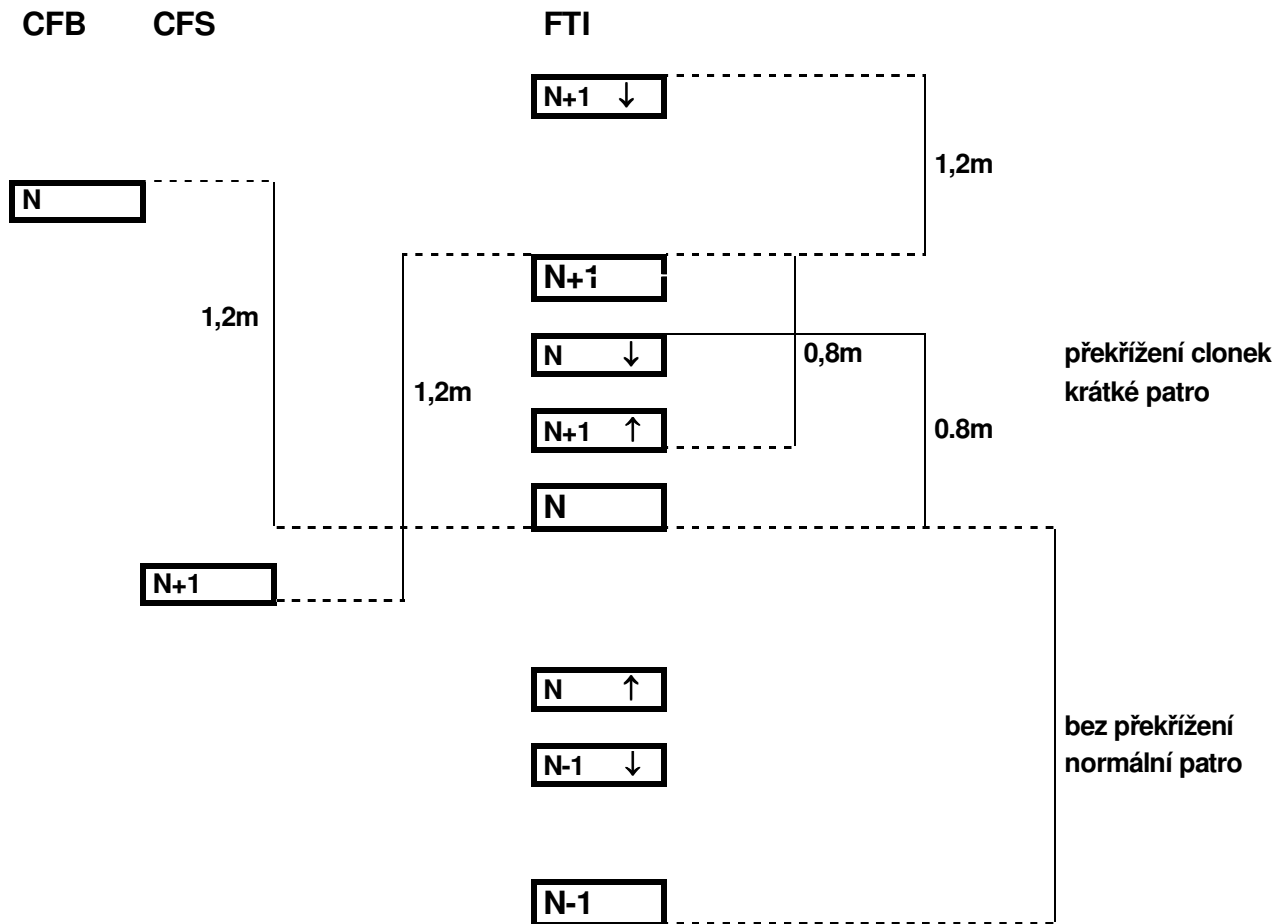 CFB CFS FTI
N+1 ↓
1,2m
N
N+1
1,2m
N ↓
0,8m
překřížení clonek
krátké patro
1,2m
N+1 ↑
0.8m
N
N+1
N ↑
bez překřížení
normální patro
N-1 ↓
N-1